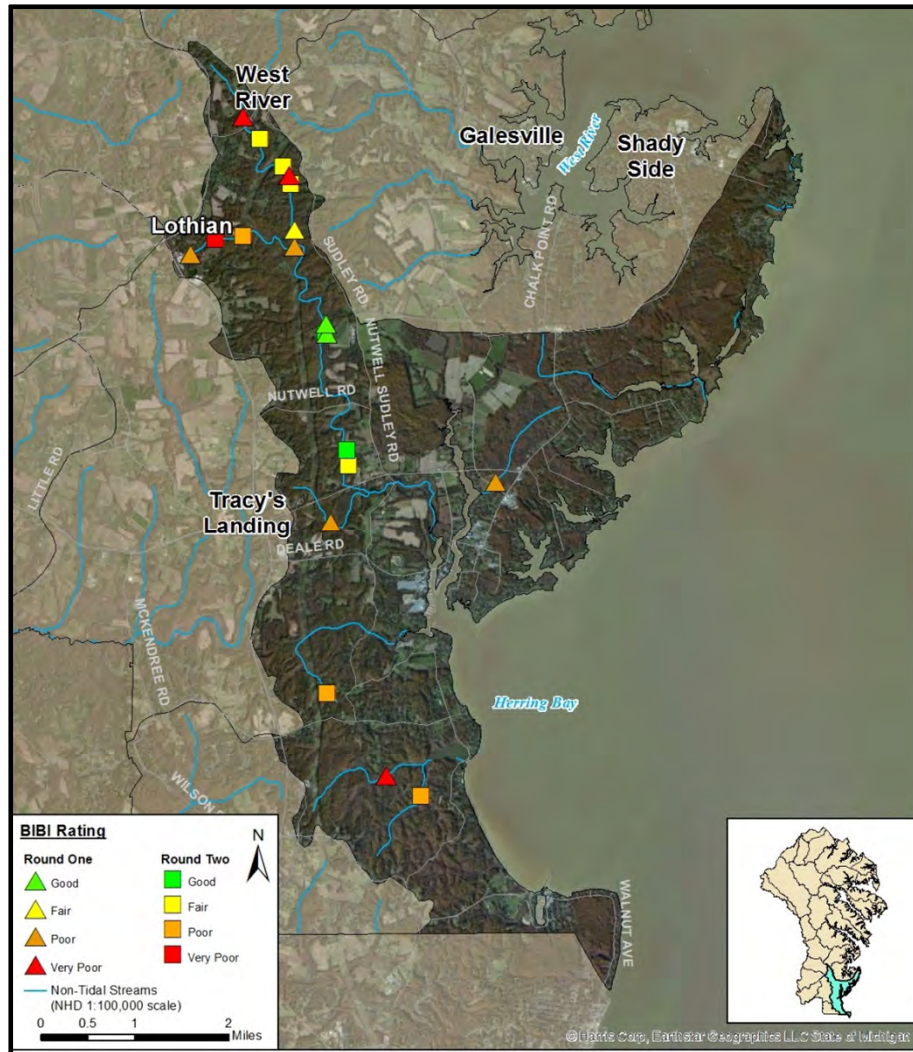 West
River
Galesville
West River
Shady
Side
Lothian
SUDLEY RD
CHALK POINT RD
NUTWELL SUDLEY RD
NUTWELL RD
LITTLE RD
Tracy's
Landing
DEALE RD
MCKENDREE RD
Herring Bay
WILSON
WALNUT AVE
BIBI Rating
N
Round One
Round Two
Good
Good
Fair
Fair
Poor
Poor
Very Poor
Very Poor
Non-Tidal Streams
(NHD 1:100,000 scale)
0 0.5 1 2
Miles
© Harris Corp, Earthstar Geographics LLC State of Michigan